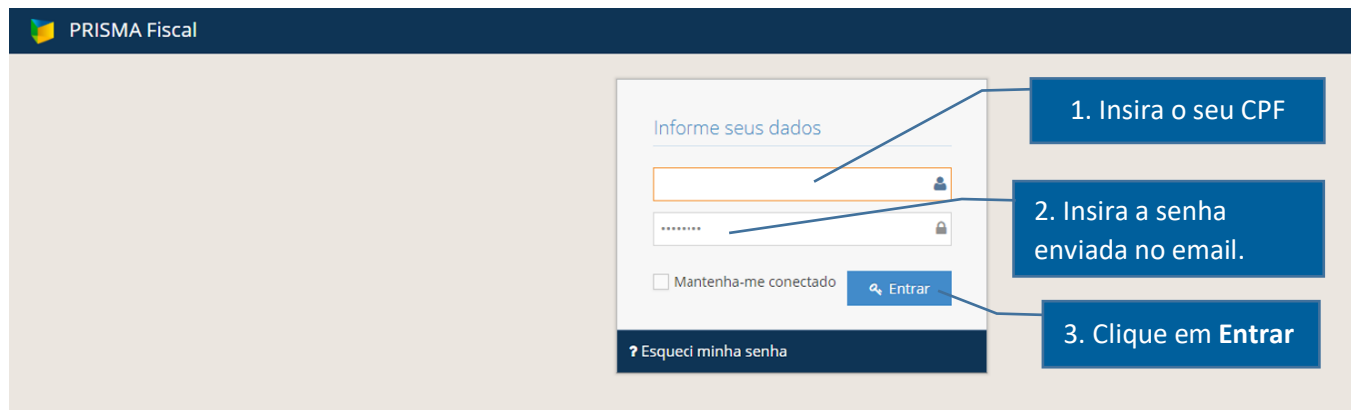 PRISMA Fiscal
Informe seus dados
1. Insira o seu CPF
2. Insira a senha
enviada no email.
........
Mantenha-me conectado
Entrar
3. Clique em Entrar
? Esqueci minha senha